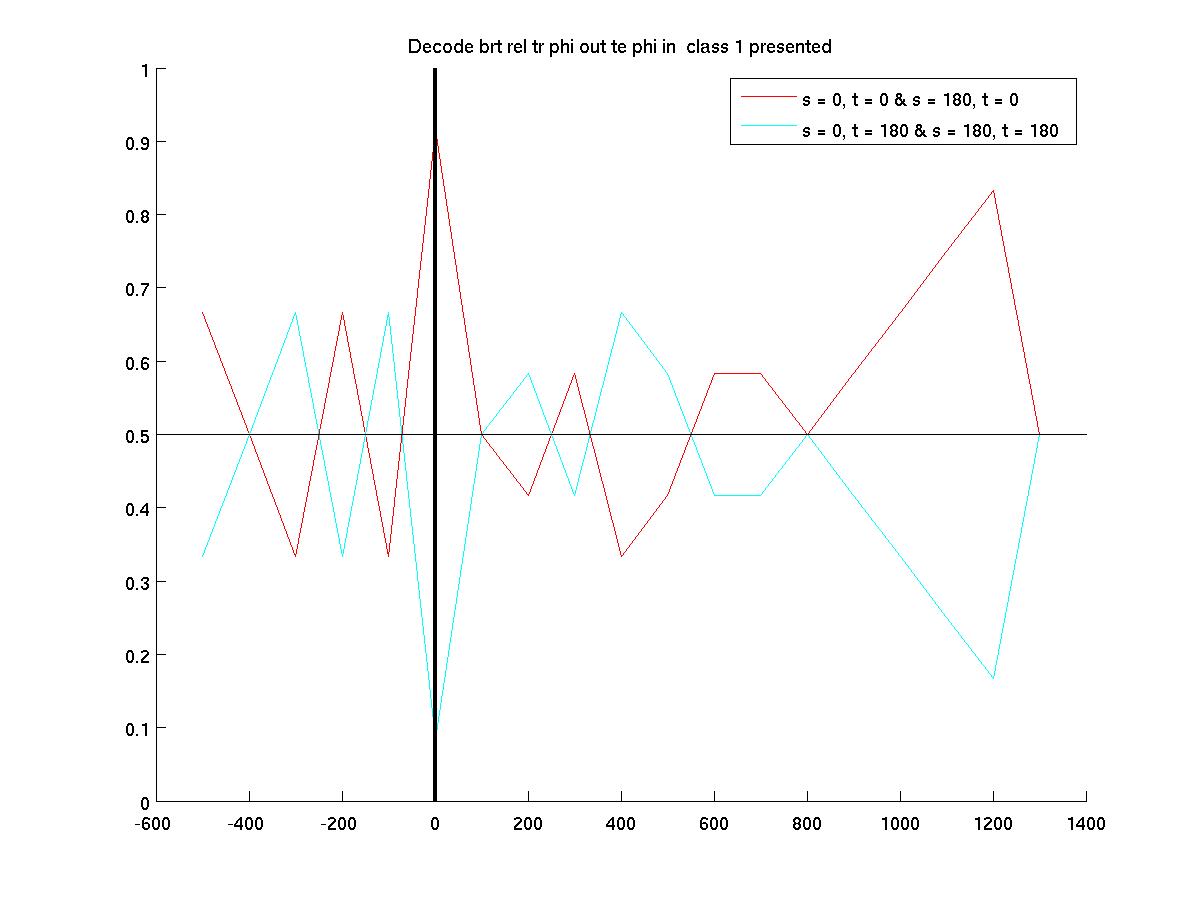 Decode brt rel tr phi out te phi in  class 1 presented
1
s = 0, t = 0 & s = 180, t = 0
s = 0, t = 180 & s = 180, t = 180
0.9
0.8
0.7
0.6
0.5
0.4
0.3
0.2
0.1
0
-600 -400 -200 0 200 400 600 800 1000 1200 1400